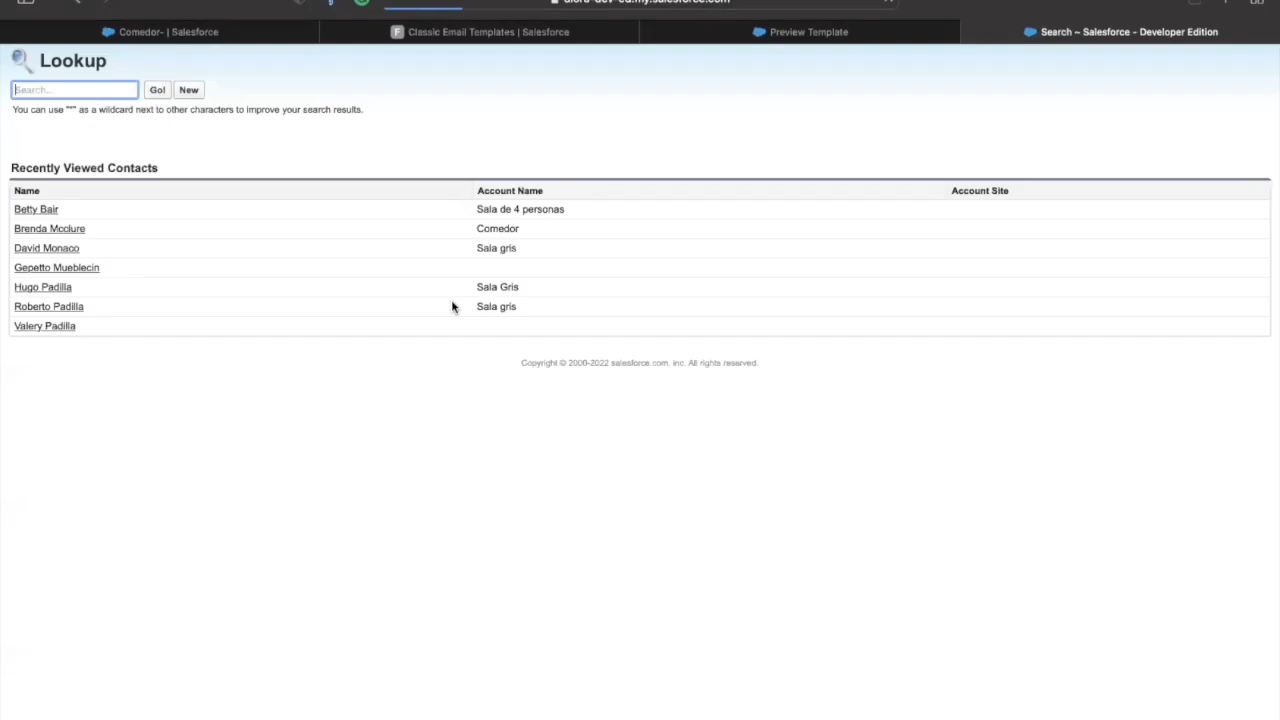 Comedor- | Salesforce
F Classic Email Templates | Salesforce
Preview Template
Search ~ Salesforce - Developer Edition
Lookup
Search...
Go!
New
You can use "*" as a wildcard next to other characters to improve your search results.
Recently Viewed Contacts
Name Account Name Account Site
Betty Bair Sala de 4 personas
Brenda Mcclure Comedor
David Monaco Sala gris
Gepetto Mueblecin
Hugo Padilla Sala Gris
Roberto Padilla Sala gris
Valery Padilla
Copyright © 2000-2022 salesforce.com, inc. All rights reserved.